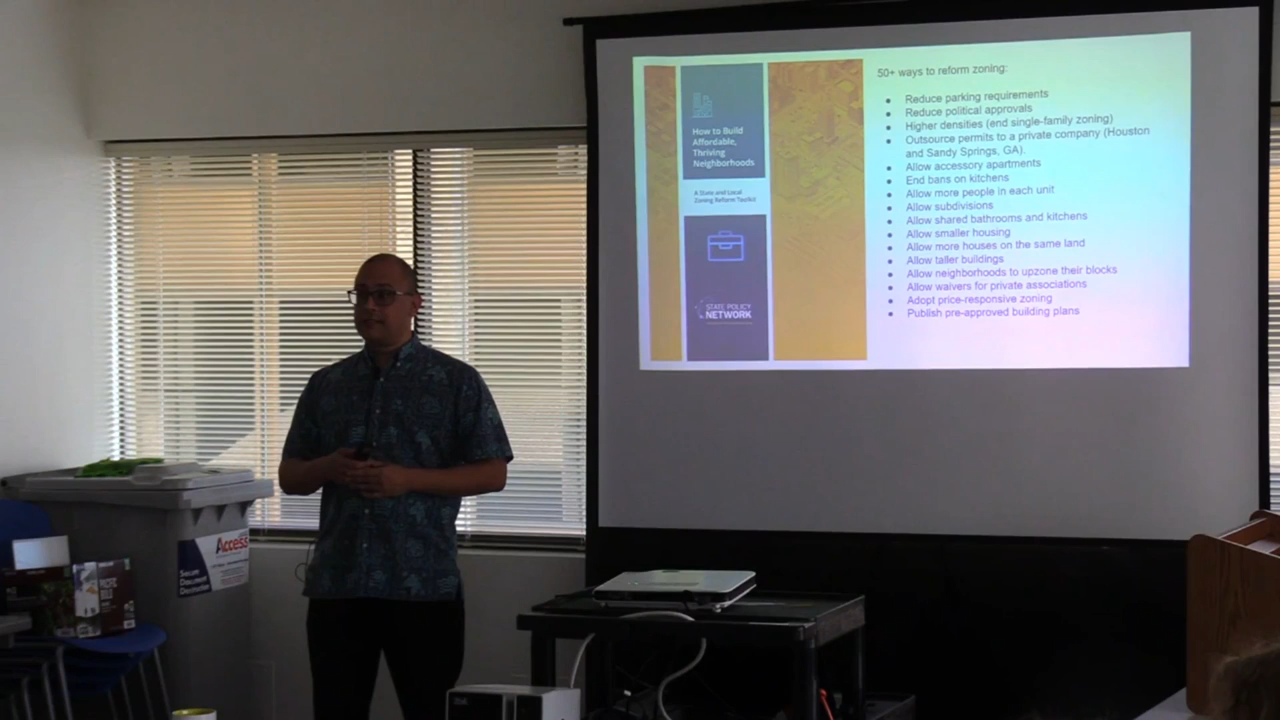 50+ ways to reform zoning:
● Reduce parking requirements
● Reduce political approvals
● Higher densities (end single-family zoning)
● Outsource permits to a private company (Houston
and Sandy Springs, GA).
● Allow accessory apartments
● End bans on kitchens
● Allow more people in each unit
● Allow subdivisions
● Allow shared bathrooms and kitchens
● Allow smaller housing
● Allow more houses on the same land
● Allow taller buildings
● Allow neighborhoods to upzone their blocks
● Allow waivers for private associations
● Adopt price-responsive zoning
● Publish pre-approved building plans
How to Build
Affordable,
Thriving
Neighborhoods
A State and Local
Zoning Reform Toolkit
STATE POLICY
NETWORK
Access
Secure
Document
Destruction